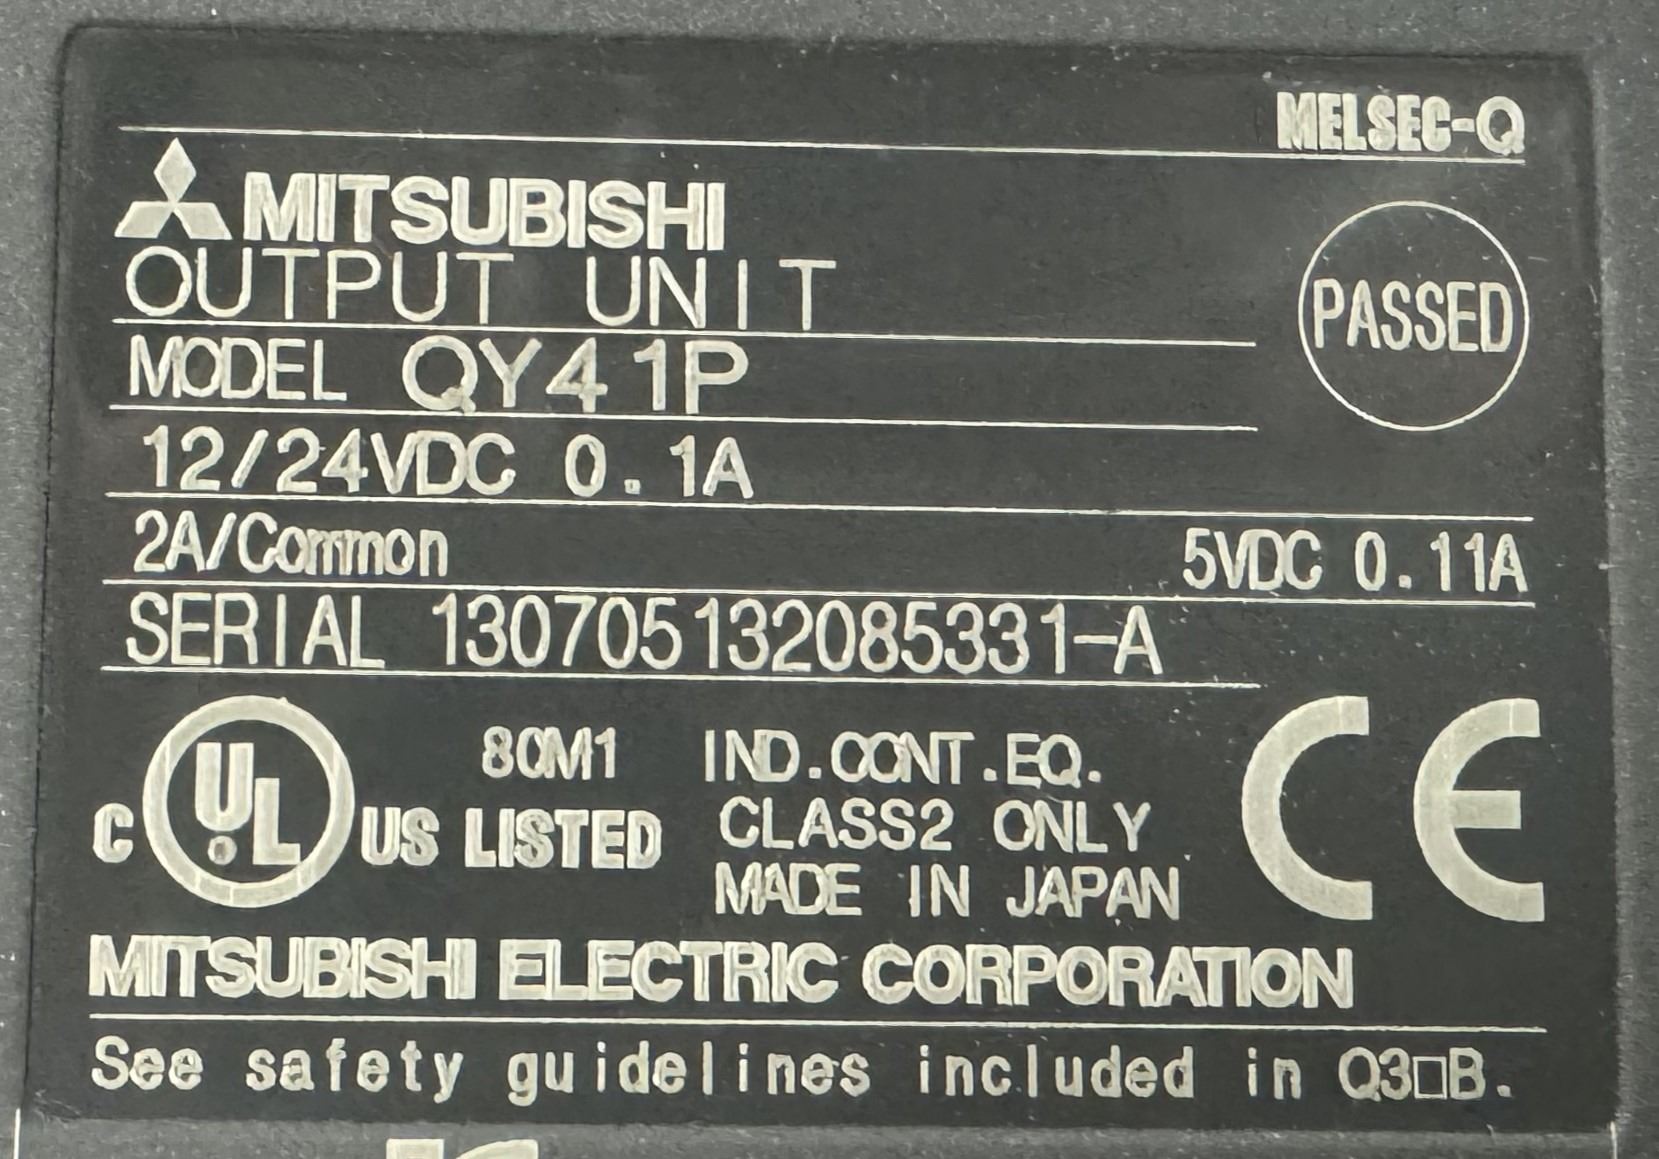 MELSEC-Q
MITSUBISHI
OUTPUT UNIT
PASSED
MODEL QY41P
12/24VDC 0.1A
2A/Common 5VDC 0.11A
SERIAL 130705132085331-A
80M1 IND.CONT.EQ.
C UL US LISTED CLASS2 ONLY
MADE IN JAPAN
CE
MITSUBISHI ELECTRIC CORPORATION
See safety guidelines included in Q3□B.